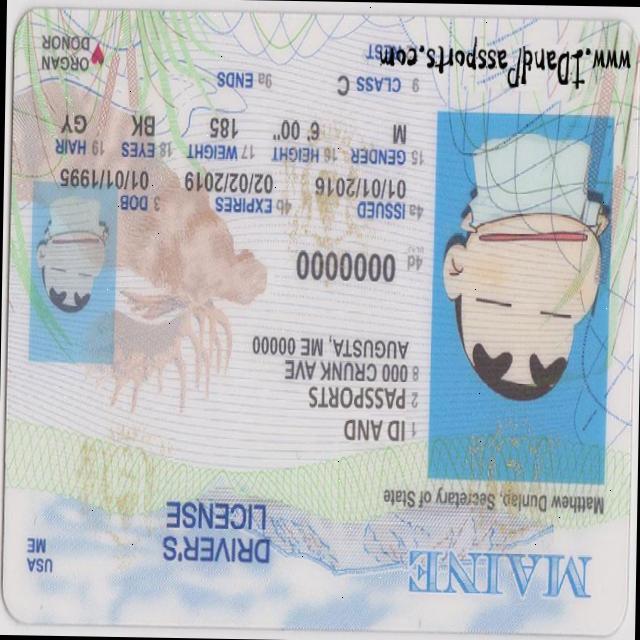 MAINE
DRIVER'S
LICENSE
USA
ME
Matthew Dunlap, Secretary of State
1 ID AND
2 PASSPORTS
8 000 CRUNK AVE
AUGUSTA, ME 00000
4d 0000000
4a ISSUED 4b EXPIRES 3 DOB
01/01/2016 02/02/2019 01/01/1995
15 GENDER 16 HEIGHT 17 WEIGHT 18 EYES 19 HAIR
M 6' 00" 185 BK GY
9 CLASS C 9a ENDS
ORGAN
DONOR
www.IDandPassports.com